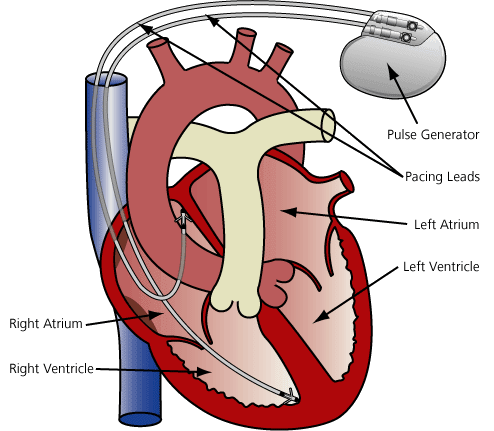 Pulse Generator
Pacing Leads
Left Atrium
Left Ventricle
Right Atrium
Right Ventricle